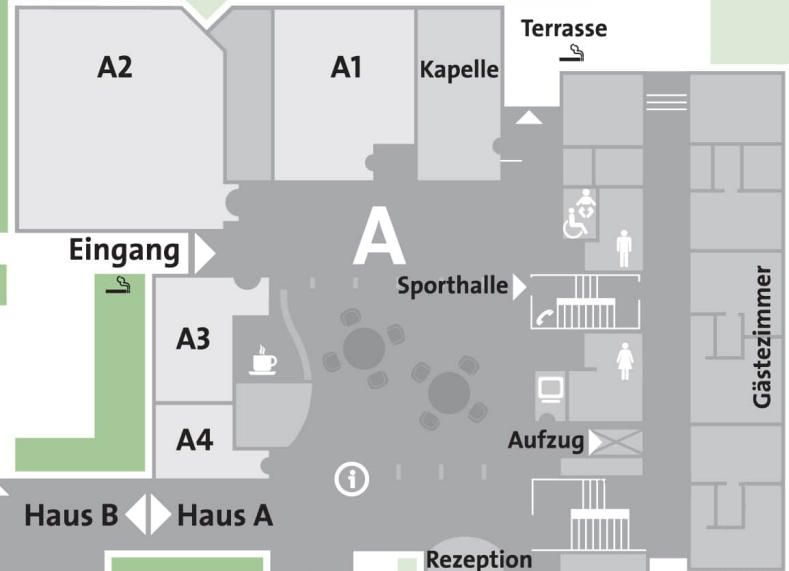 Terrasse
A2
A1
Kapelle
A
Eingang
Sporthalle
A3
Gästezimmer
A4
Aufzug
i
Haus B
Haus A
Rezeption